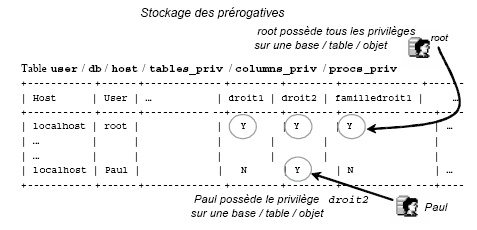 Stockage des prérogatives
root possède tous les privilèges
sur une base / table / objet
root
Table user / db / host / tables_priv / columns_priv / procs_priv
+-----------+------+-----------------+--------+--------+--------------+--------+
| Host | User | … | droit1 | droit2 | familledroit1 | …
+-----------+------+-----------------+--------+--------+--------------+--------+
| localhost | root | Y | Y | Y | …
… | |
… | |
| localhost | Paul | N | Y | N | …
+-----------+------+-----------------+--------+--------+--------------+--------+
Paul possède le privilège droit2
sur une base / table / objet
Paul